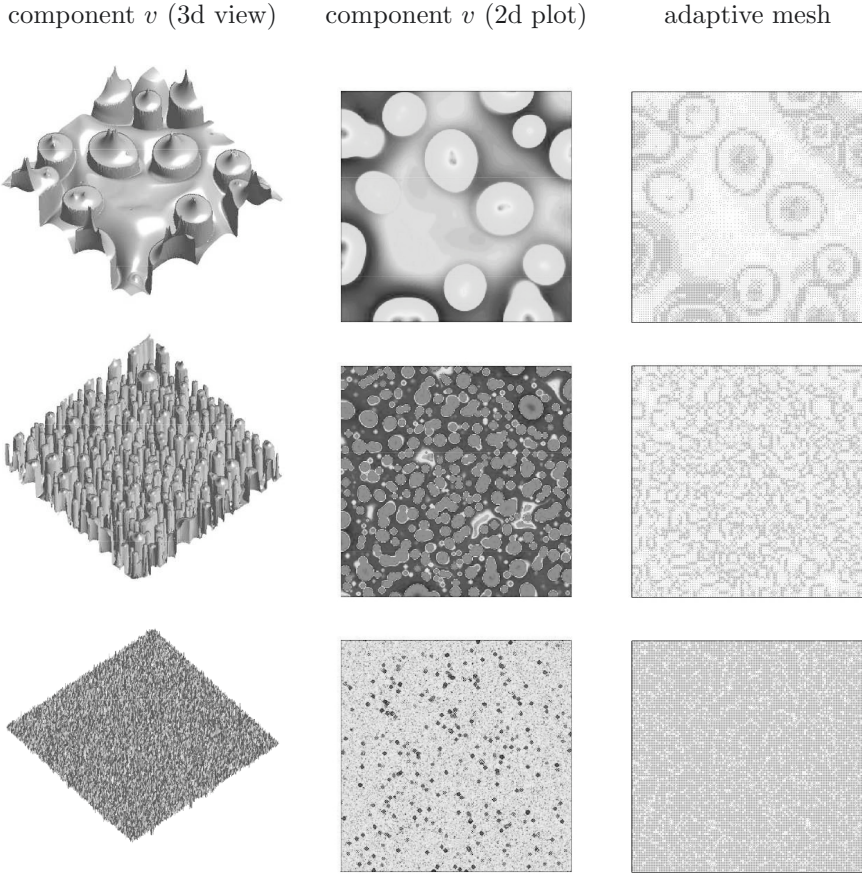 component v (3d view)
component v (2d plot)
adaptive mesh